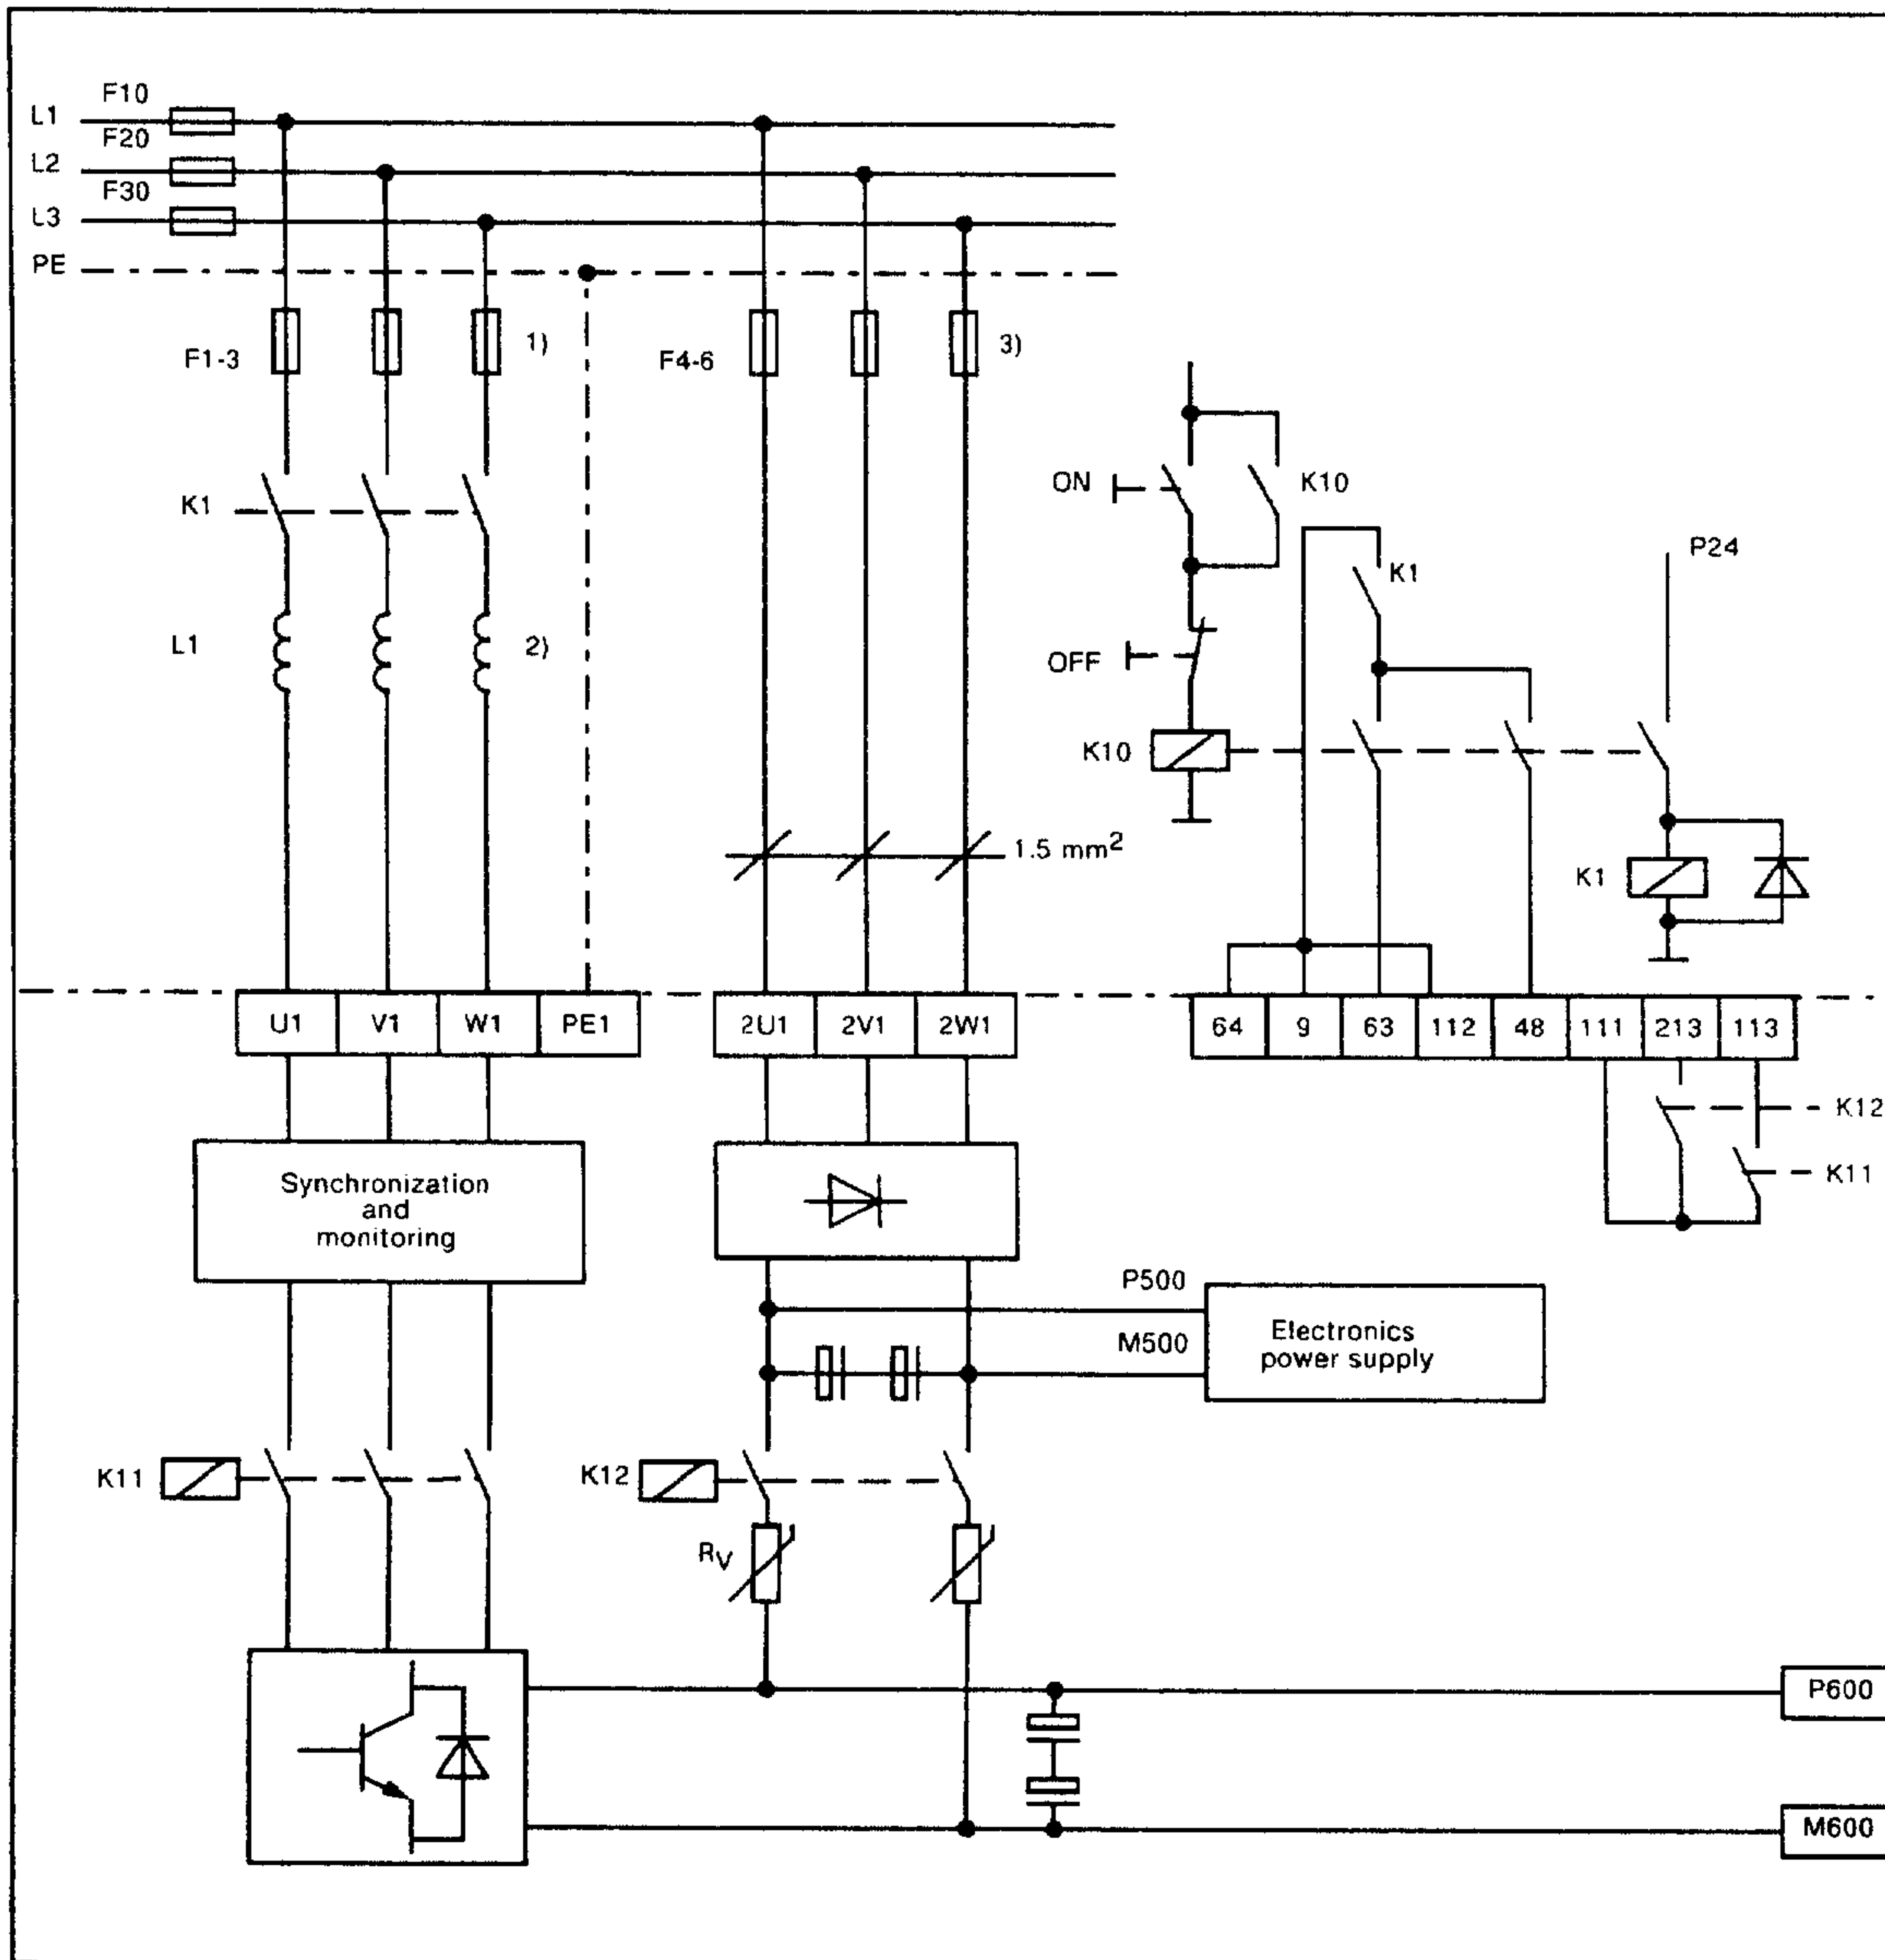 F10
L1
F20
L2
F30
L3
PE
F1-3
1)
F4-6
3)
ON
K10
K1
K1
P24
L1
2)
OFF
K10
1.5 mm²
K1
U1 V1 W1 PE1
2U1 2V1 2W1
64 9 63 112 48 111 213 113
K12
K11
Synchronization
and
monitoring
P500
M500
Electronics
power supply
K11
K12
RV
P600
M600